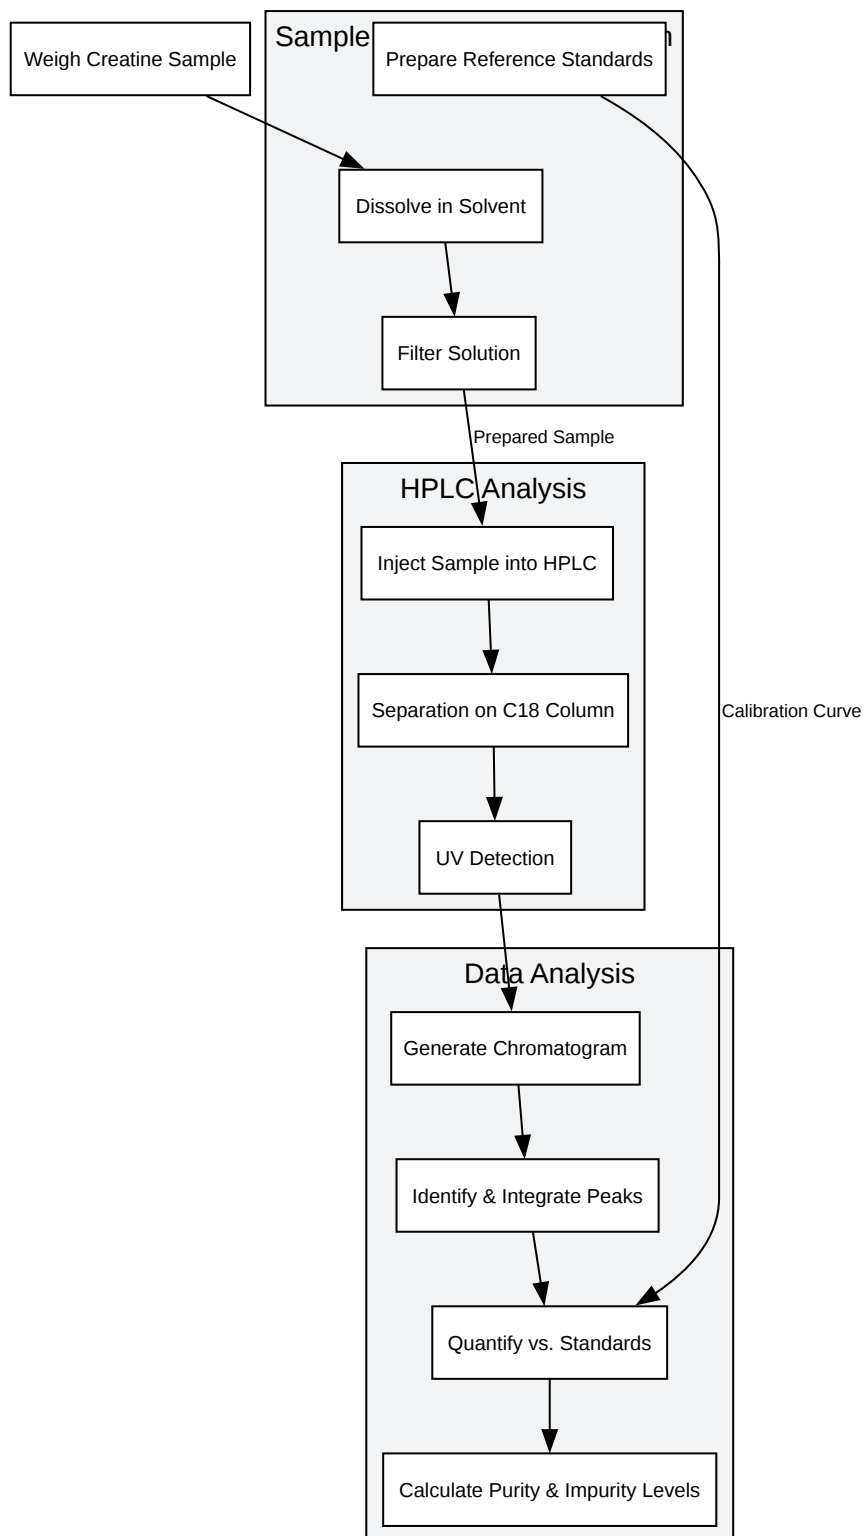 Weigh Creatine Sample
Sample
Prepare Reference Standards
Dissolve in Solvent
Filter Solution
Prepared Sample
HPLC Analysis
Inject Sample into HPLC
Separation on C18 Column
Calibration Curve
UV Detection
Data Analysis
Generate Chromatogram
Identify & Integrate Peaks
Quantify vs. Standards
Calculate Purity & Impurity Levels